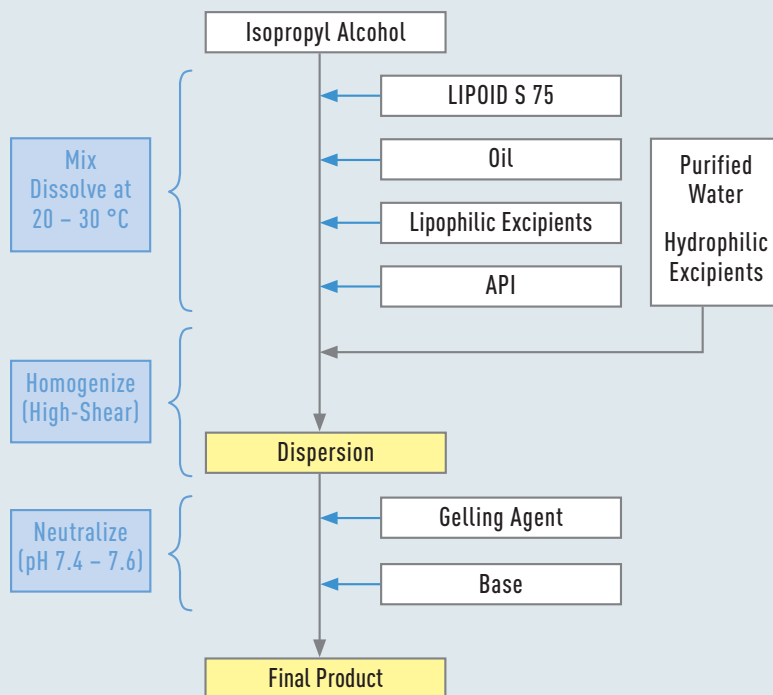 Isopropyl Alcohol
LIPOID S 75
Mix
Dissolve at
20 – 30 °C
Oil
Lipophilic Excipients
API
Purified
Water
Hydrophilic
Excipients
Homogenize
(High-Shear)
Dispersion
Neutralize
(pH 7.4 – 7.6)
Gelling Agent
Base
Final Product